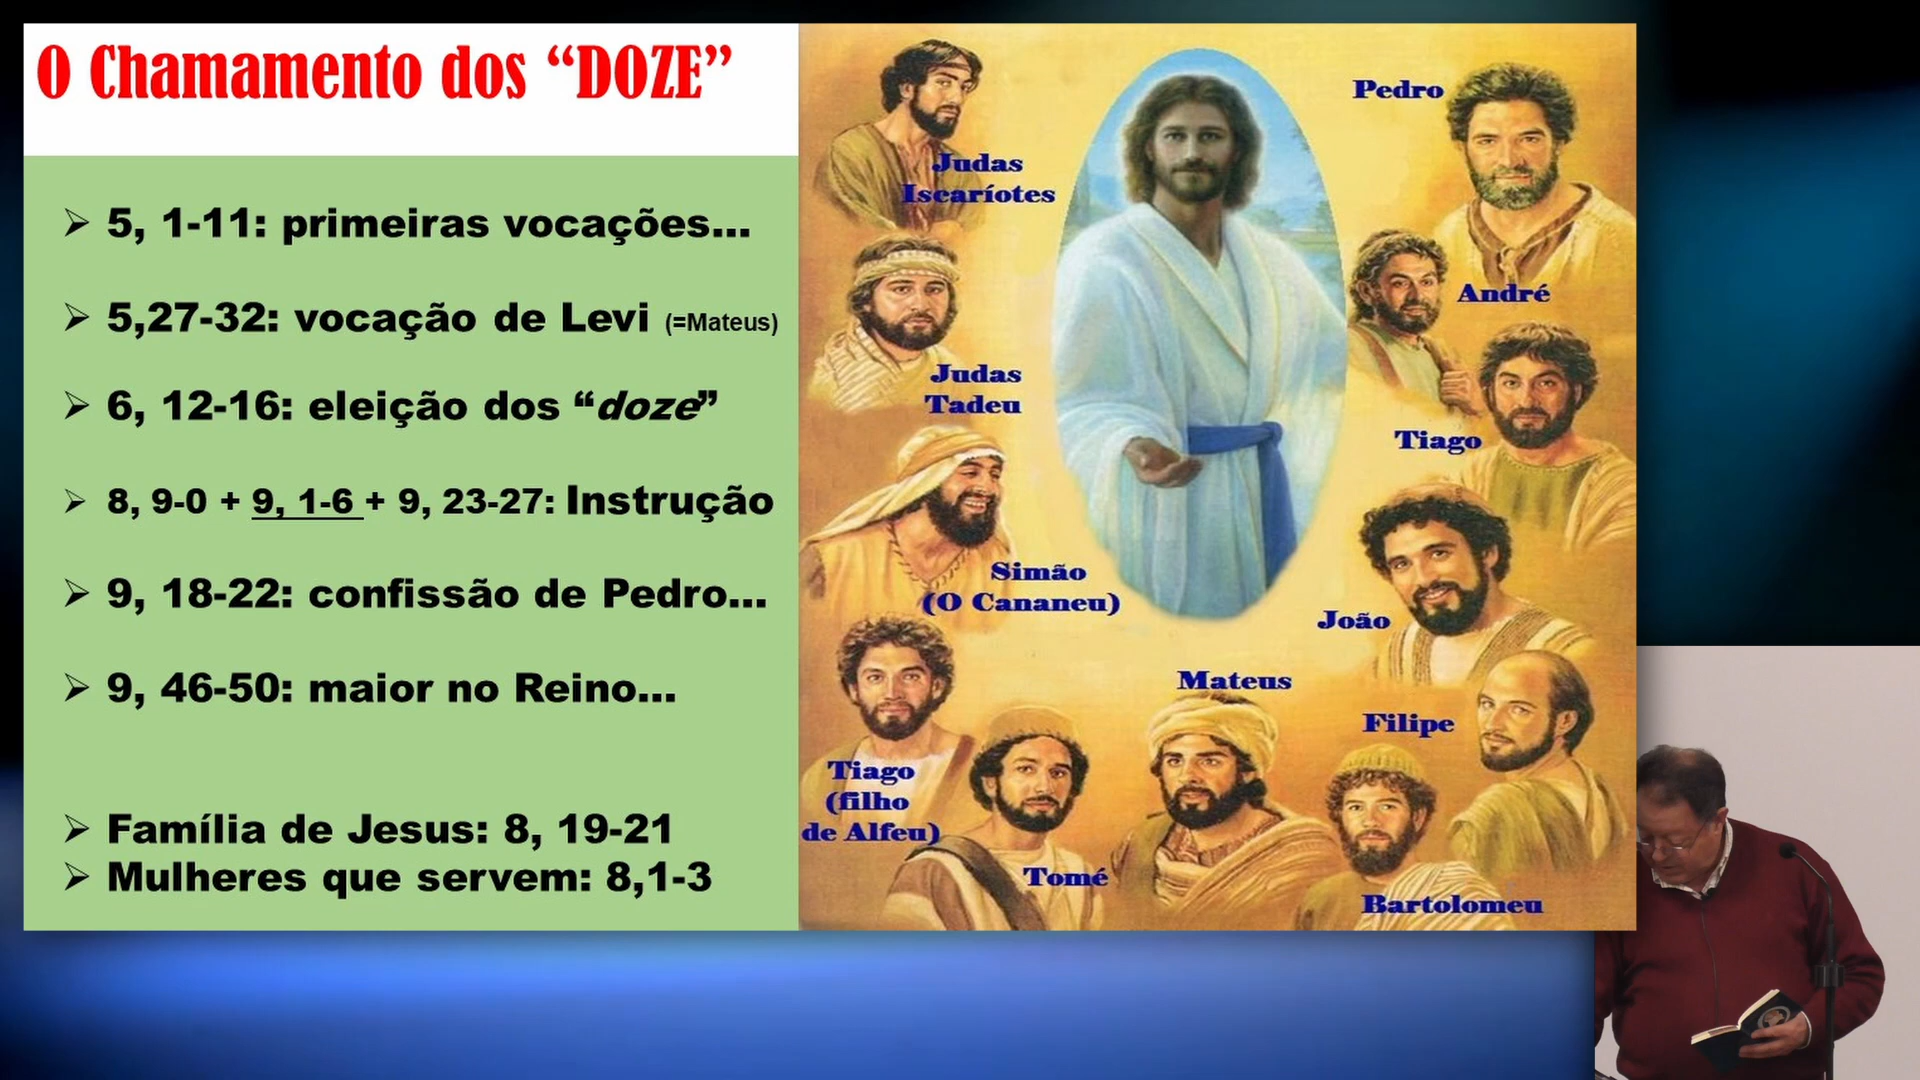 O Chamamento dos “DOZE”
5, 1-11: primeiras vocações...
5,27-32: vocação de Levi (=Mateus)
6, 12-16: eleição dos “doze”
8, 9-0 + 9, 1-6 + 9, 23-27: Instrução
9, 18-22: confissão de Pedro...
9, 46-50: maior no Reino...
Família de Jesus: 8, 19-21
Mulheres que servem: 8,1-3
Judas
Iscaríotes
Pedro
André
Judas
Tadeu
Tiago
Simão
(O Cananeu)
João
Mateus
Filipe
Tiago
(filho
de Alfeu)
Tomé
Bartolomeu